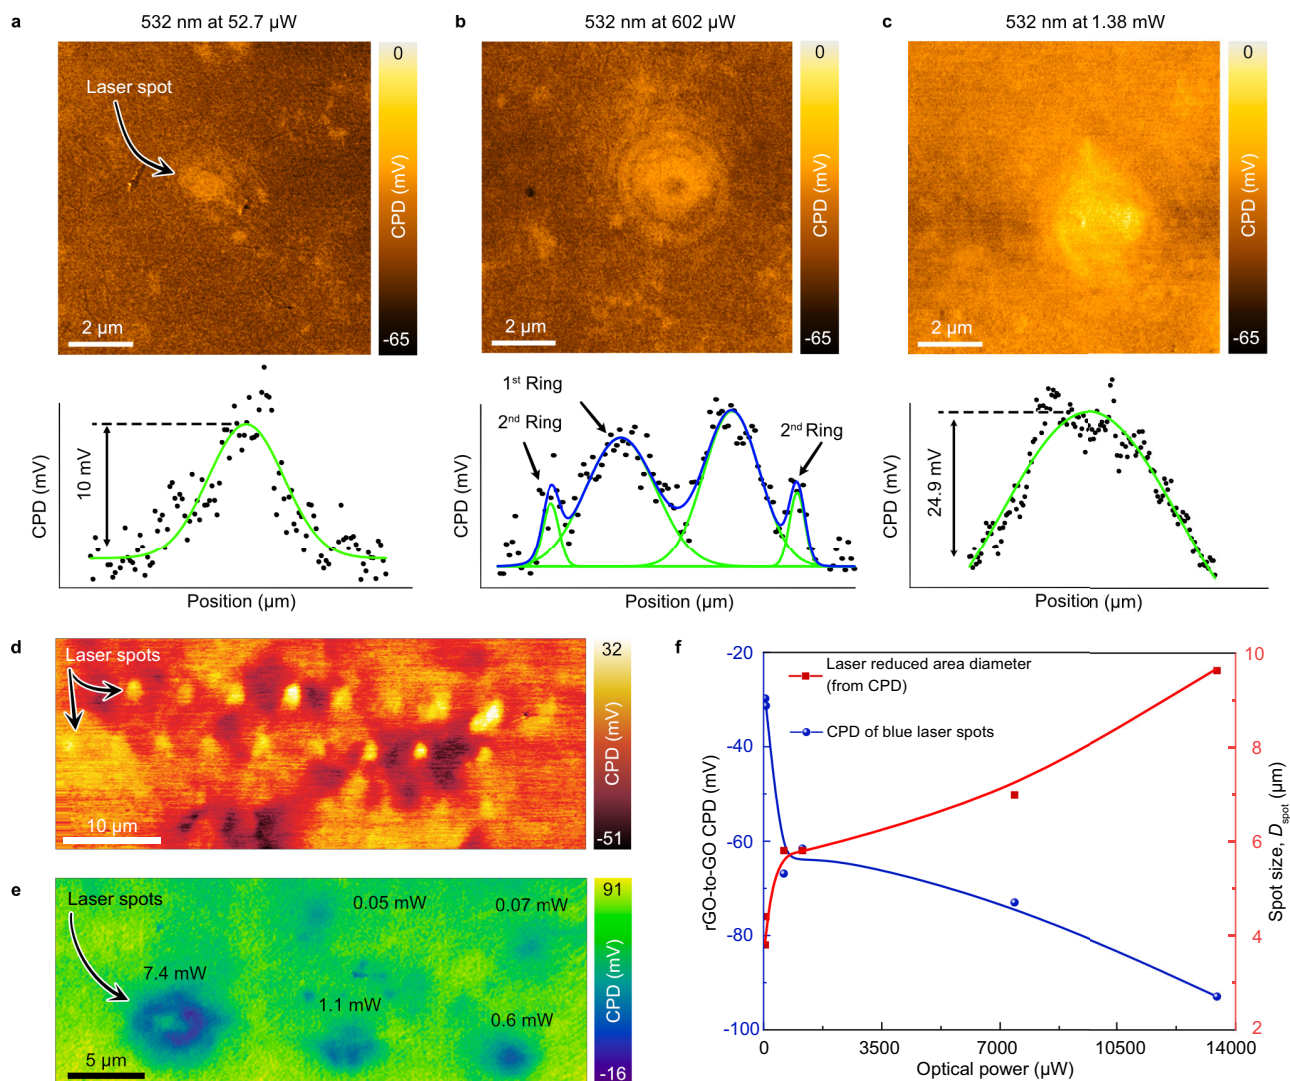 a
532 nm at 52.7 µW
Laser spot
2 µm
0
CPD (mV)
-65
CPD (mV)
10 mV
Position (µm)
b
532 nm at 602 µW
2 µm
0
CPD (mV)
-65
CPD (mV)
1st Ring
2nd Ring
2nd Ring
Position (µm)
c
532 nm at 1.38 mW
2 µm
0
CPD (mV)
-65
CPD (mV)
24.9 mV
Position (µm)
d
Laser spots
10 µm
32
CPD (mV)
-51
e
Laser spots
0.05 mW
0.07 mW
7.4 mW
1.1 mW
0.6 mW
5 µm
91
CPD (mV)
-16
f
Laser reduced area diameter
(from CPD)
CPD of blue laser spots
rGO-to-GO CPD (mV)
-20
-40
-60
-80
-100
Spot size, Dspot (µm)
10
8
6
4
2
0
3500
7000
10500
14000
Optical power (µW)